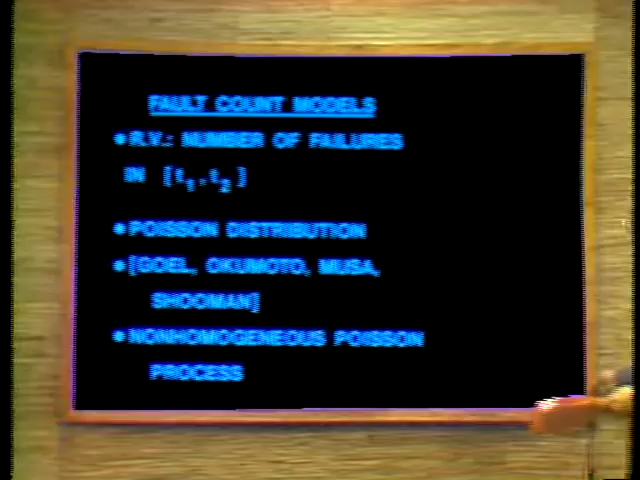 FAULT COUNT MODELS
•R.V.: NUMBER OF FAILURES
IN [t1,t2]
•POISSON DISTRIBUTION
•[GOEL, OKUMOTO, MUSA,
SHOOMAN]
•NONHOMOGENEOUS POISSON
PROCESS